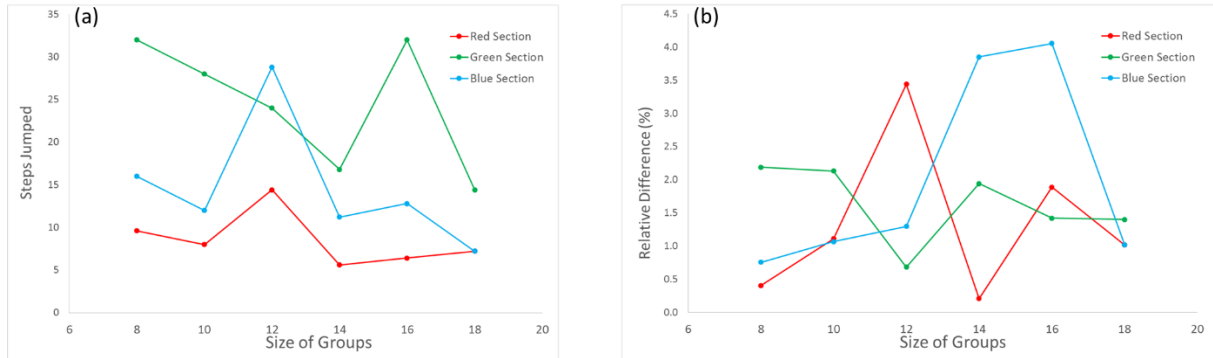 (a)
35
30
25
20
15
10
5
0
Steps Jumped
Red Section
Green Section
Blue Section
6 8 10 12 14 16 18 20
Size of Groups
(b)
4.5
4.0
3.5
3.0
2.5
2.0
1.5
1.0
0.5
0.0
Relative Difference (%)
Red Section
Green Section
Blue Section
6 8 10 12 14 16 18 20
Size of Groups